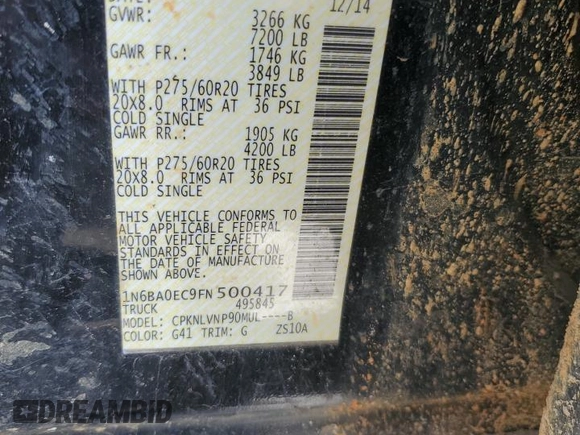 12/14
GVWR: 3266 KG
7200 LB
GAWR FR.: 1746 KG
3849 LB
WITH P275/60R20 TIRES
20X8.0 RIMS AT 36 PSI
COLD SINGLE
GAWR RR.: 1905 KG
4200 LB
WITH P275/60R20 TIRES
20X8.0 RIMS AT 36 PSI
COLD SINGLE
THIS VEHICLE CONFORMS TO
ALL APPLICABLE FEDERAL
MOTOR VEHICLE SAFETY
STANDARDS IN EFFECT ON
THE DATE OF MANUFACTURE
SHOWN ABOVE.
1N6BA0EC9FN500417
TRUCK 495845
MODEL: CPKNLVNP90MUL----B
COLOR: G41 TRIM: G ZS10A
DREAMBID